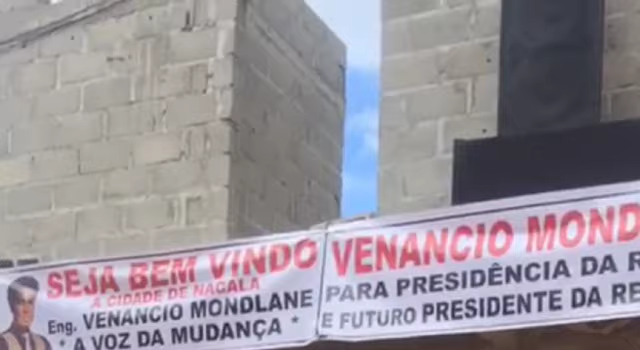 SEJA BEM VINDO
A CIDADE DE NACALA
Eng. VENANCIO MONDLANE
* A VOZ DA MUDANÇA *
VENANCIO MOND
PARA PRESIDÊNCIA DA R
E FUTURO PRESIDENTE DA RE